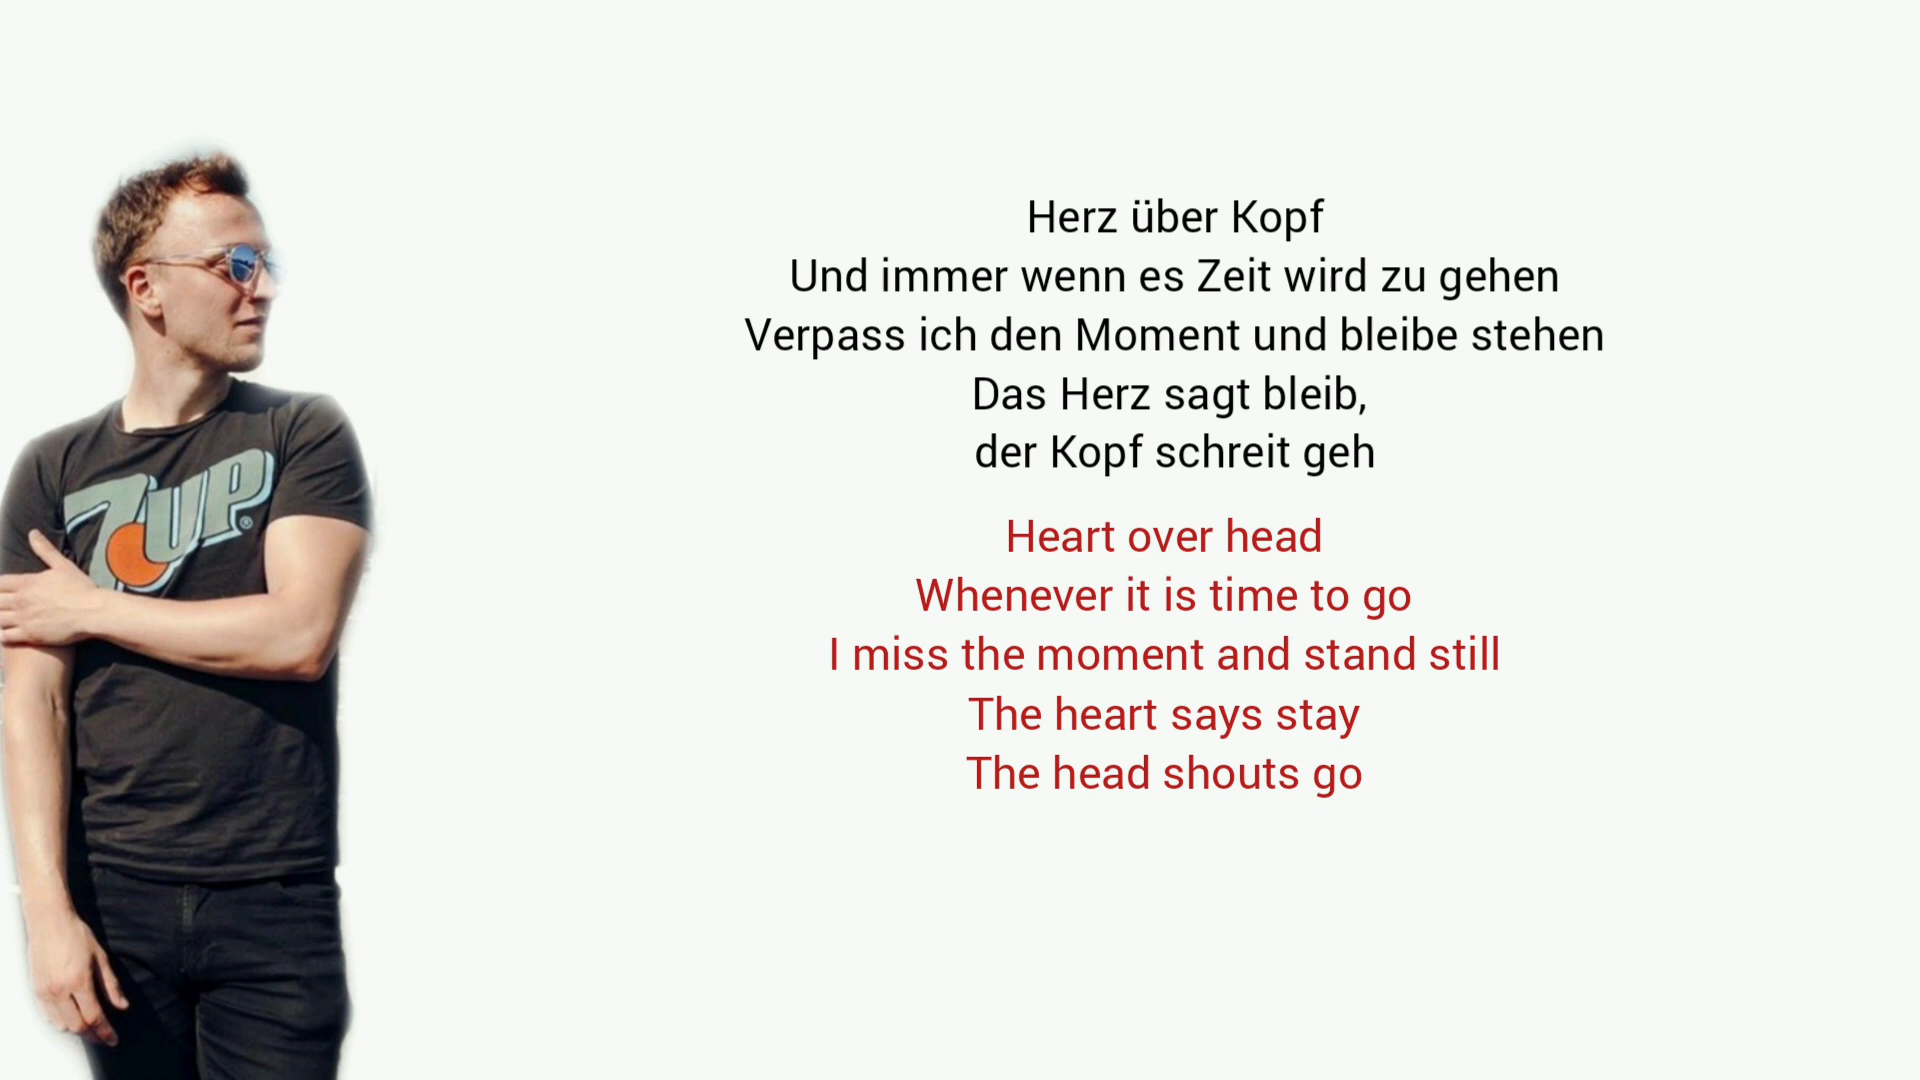 Herz über Kopf
Und immer wenn es Zeit wird zu gehen
Verpass ich den Moment und bleibe stehen
Das Herz sagt bleib,
der Kopf schreit geh
Heart over head
Whenever it is time to go
I miss the moment and stand still
The heart says stay
The head shouts go
7UP®